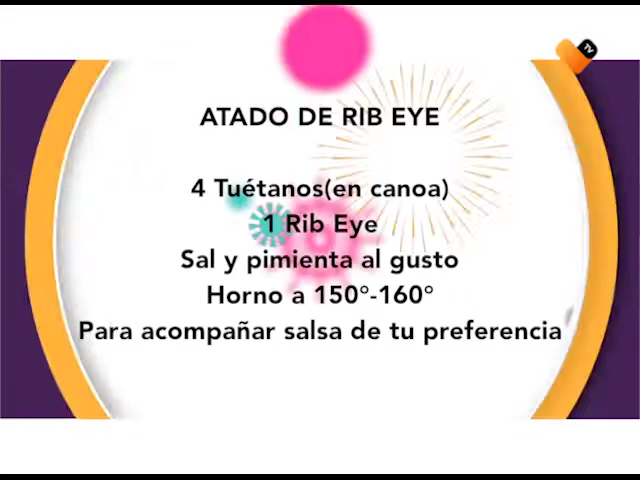 TV
ATADO DE RIB EYE
4 Tuétanos(en canoa)
1 Rib Eye
Sal y pimienta al gusto
Horno a 150°-160°
Para acompañar salsa de tu preferencia